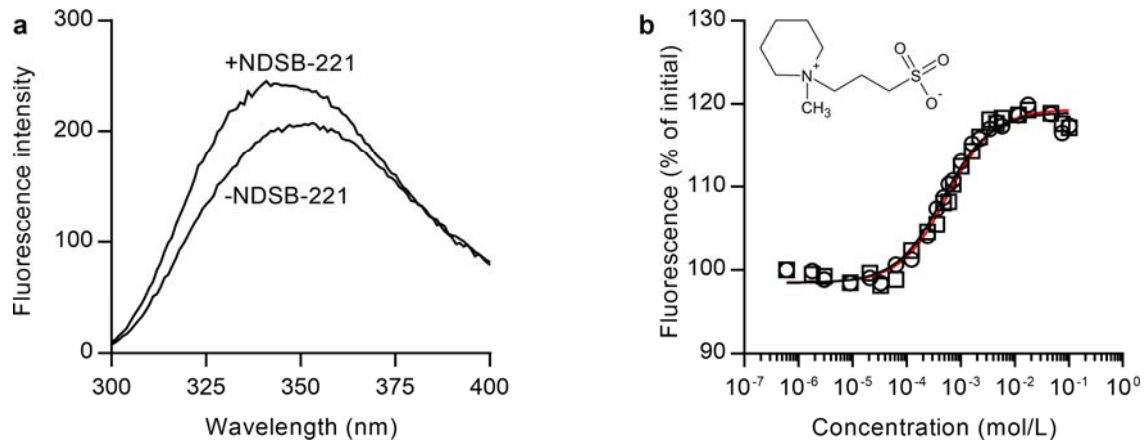 a
300
200
100
0
Fluorescence intensity
+NDSB-221
-NDSB-221
300 325 350 375 400
Wavelength (nm)
b
130
120
110
100
90
Fluorescence (% of initial)
N+
CH3
O
O
S
O-
10-7 10-6 10-5 10-4 10-3 10-2 10-1 100
Concentration (mol/L)